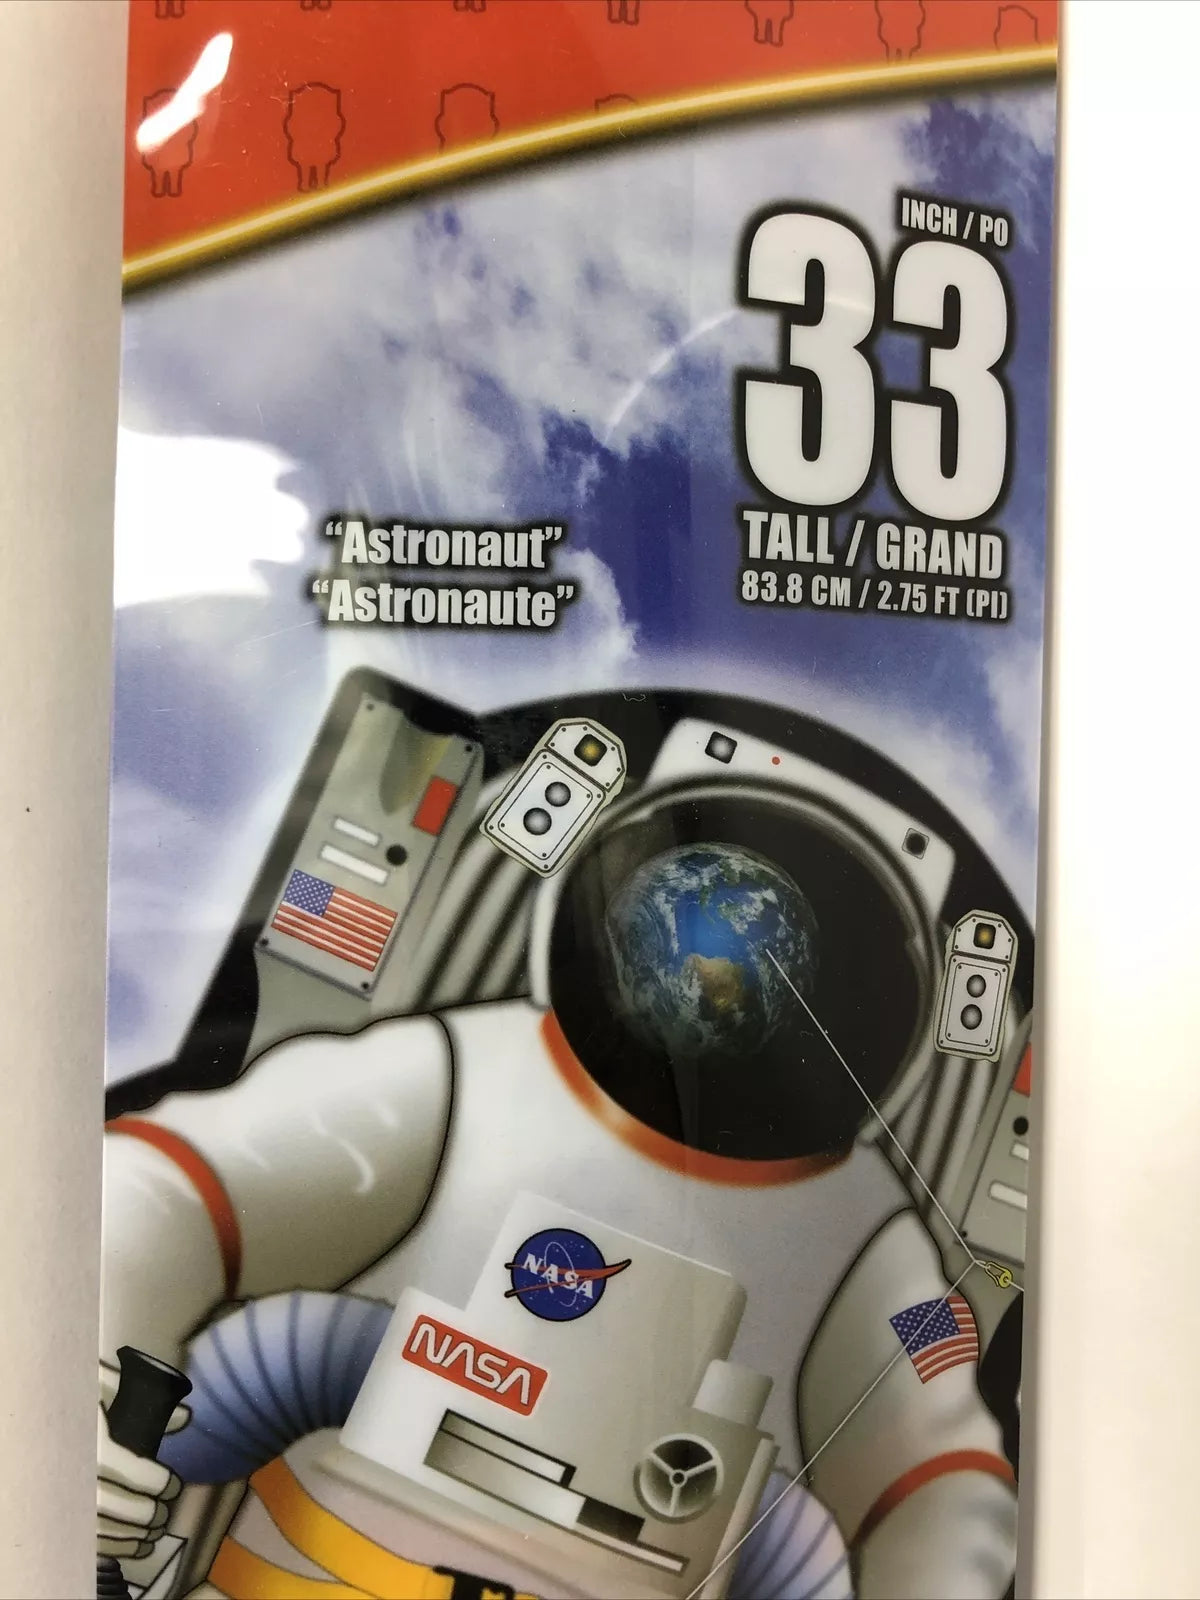 INCH / PO
33
TALL / GRAND
83.8 CM / 2.75 FT (PI)
“Astronaut”
“Astronaute”
NASA
NASA